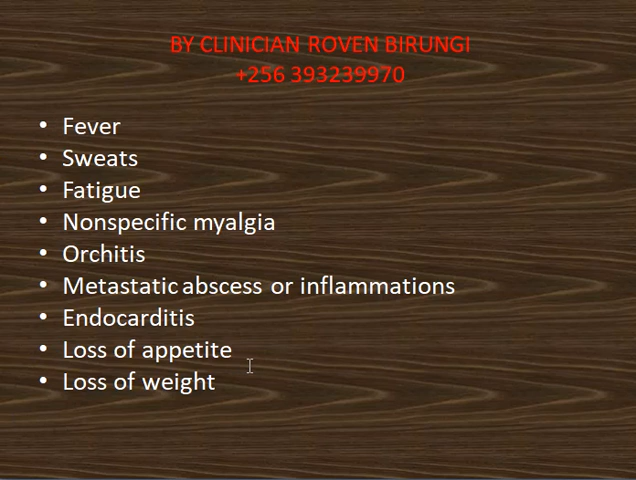 BY CLINICIAN ROVEN BIRUNGI
+256 393239970
• Fever
• Sweats
• Fatigue
• Nonspecific myalgia
• Orchitis
• Metastatic abscess or inflammations
• Endocarditis
• Loss of appetite
• Loss of weight